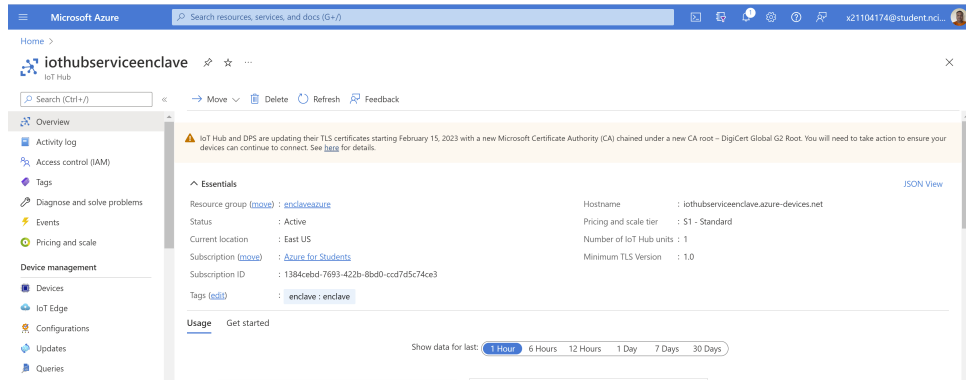 Microsoft Azure
Search resources, services, and docs (G+/)
1
x21104174@student.nci...
Home >
iothubserviceenclave
IoT Hub
Search (Ctrl+/)
Move
Delete
Refresh
Feedback
Overview
Activity log
Access control (IAM)
Tags
Diagnose and solve problems
Events
Pricing and scale
Device management
Devices
IoT Edge
Configurations
Updates
Queries
IoT Hub and DPS are updating their TLS certificates starting February 15, 2023 with a new Microsoft Certificate Authority (CA) chained under a new CA root – DigiCert Global G2 Root. You will need to take action to ensure your
devices can continue to connect. See here for details.
Essentials
JSON View
Resource group (move) : enclaveazure
Status : Active
Current location : East US
Subscription (move) : Azure for Students
Subscription ID : 1384cebd-7693-422b-8bd0-ccd7d5c74ce3
Tags (edit) : enclave : enclave
Hostname : iothubserviceenclave.azure-devices.net
Pricing and scale tier : S1 - Standard
Number of IoT Hub units : 1
Minimum TLS Version : 1.0
Usage Get started
Show data for last: 1 Hour 6 Hours 12 Hours 1 Day 7 Days 30 Days